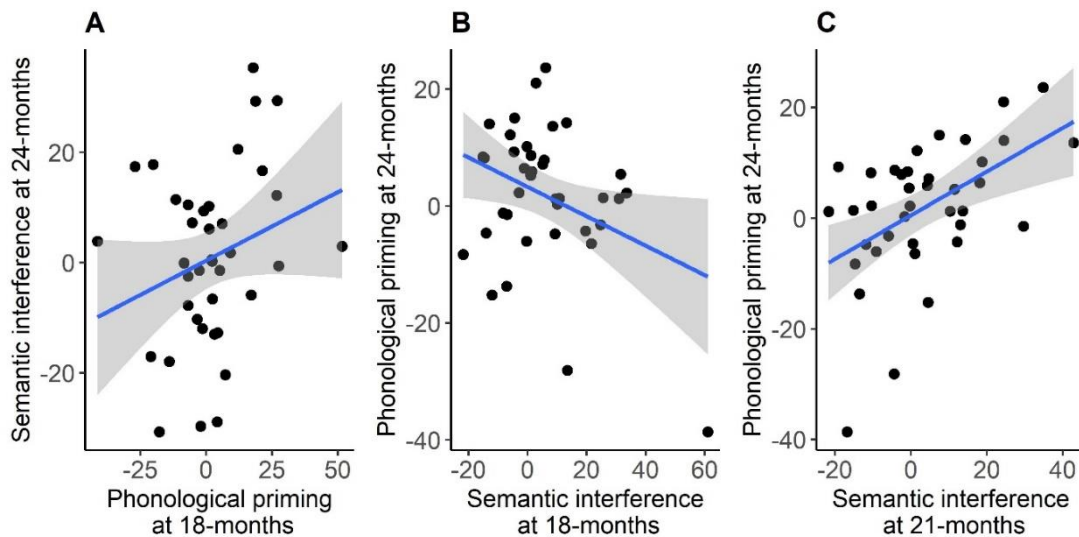 A
B
C
Semantic interference at 24-months
20
0
-20
-25
0
25
50
Phonological priming
at 18-months
Phonological priming at 24-months
20
0
-20
-40
-20
0
20
40
60
Semantic interference
at 18-months
Phonological priming at 24-months
20
0
-20
-40
-20
0
20
40
Semantic interference
at 21-months